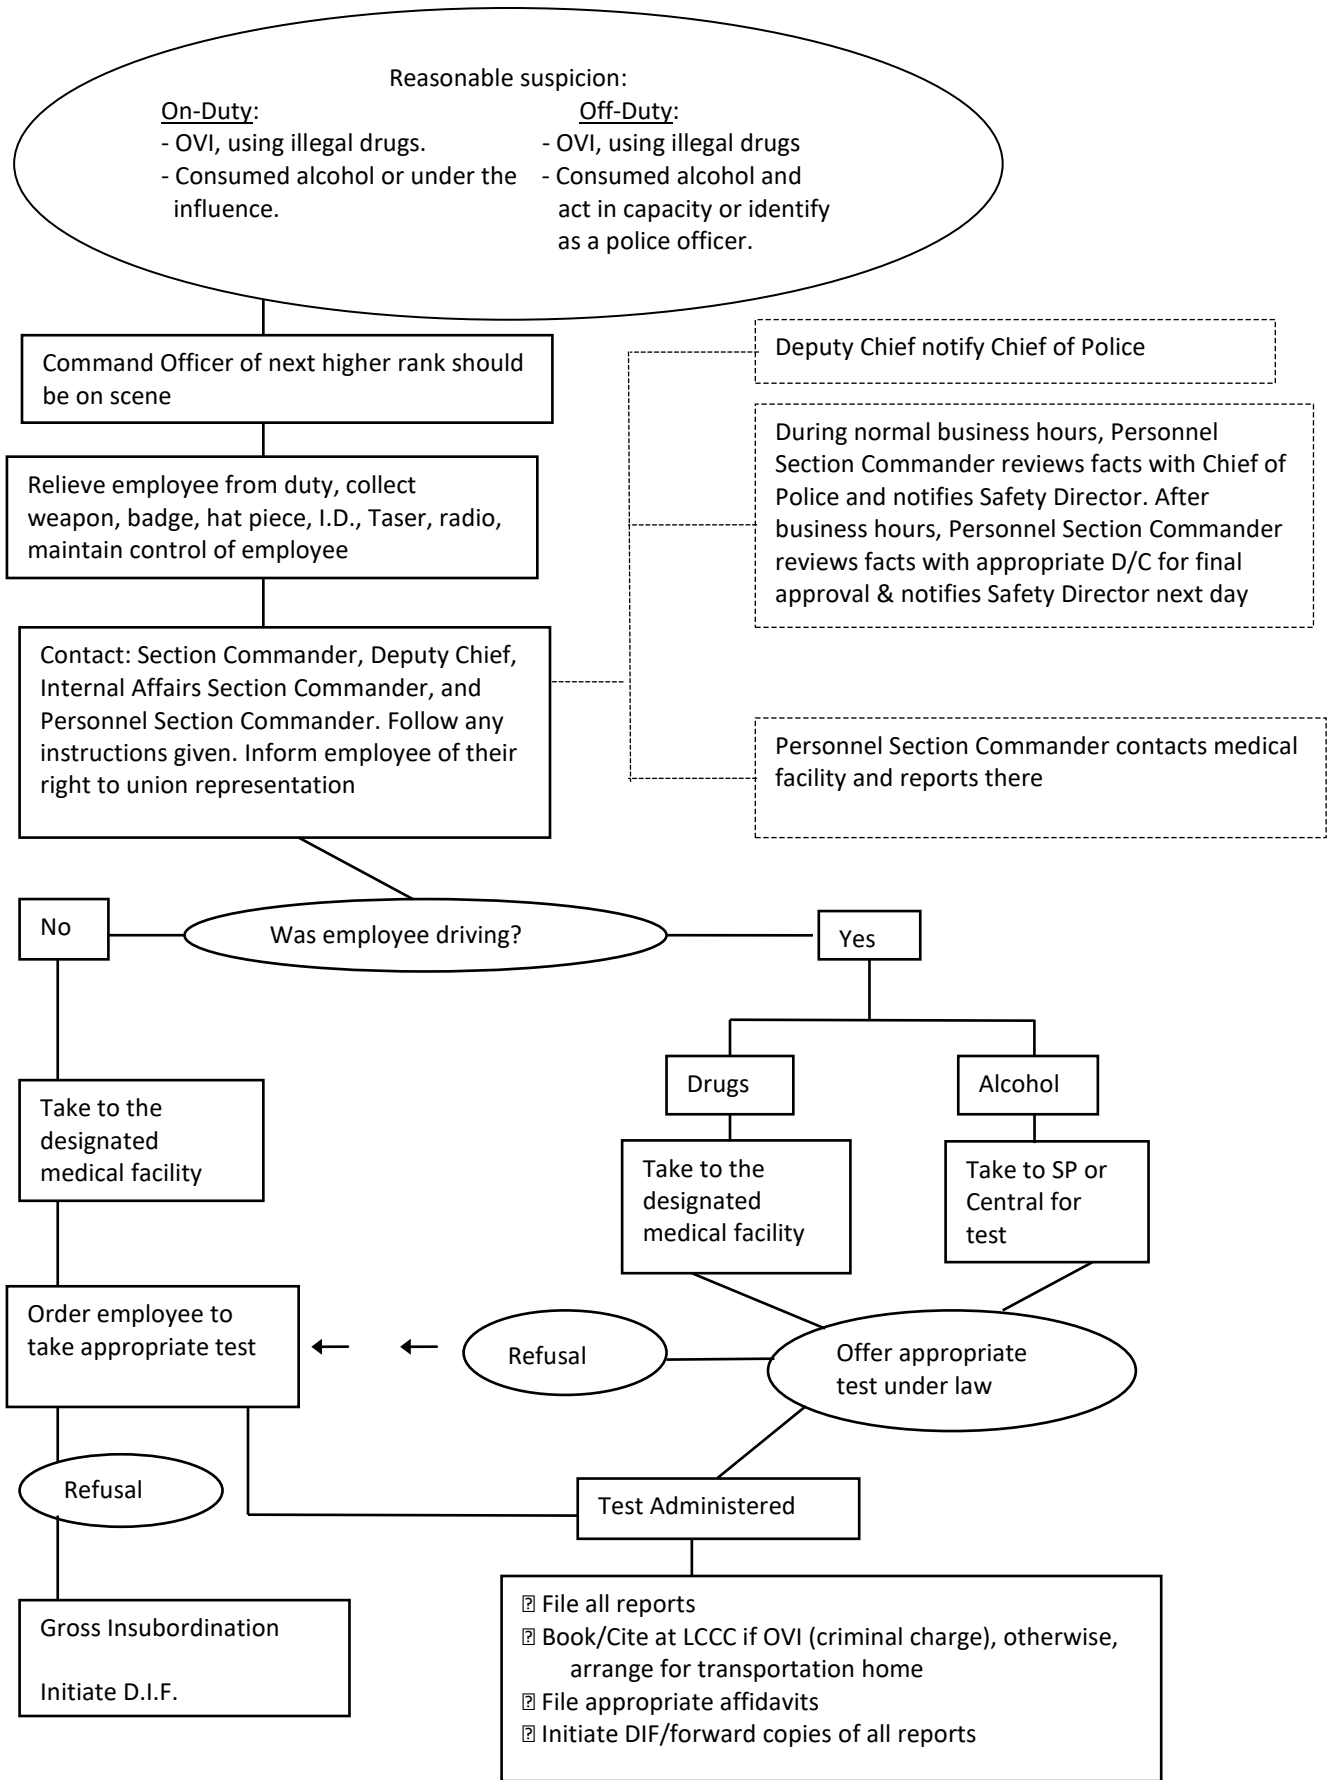 Reasonable suspicion:
On-Duty:
- OVI, using illegal drugs.
- Consumed alcohol or under the
influence.
Off-Duty:
- OVI, using illegal drugs
- Consumed alcohol and
act in capacity or identify
as a police officer.
Command Officer of next higher rank should
be on scene
Deputy Chief notify Chief of Police
During normal business hours, Personnel
Section Commander reviews facts with Chief of
Police and notifies Safety Director. After
business hours, Personnel Section Commander
reviews facts with appropriate D/C for final
approval & notifies Safety Director next day
Relieve employee from duty, collect
weapon, badge, hat piece, I.D., Taser, radio,
maintain control of employee
Contact: Section Commander, Deputy Chief,
Internal Affairs Section Commander, and
Personnel Section Commander. Follow any
instructions given. Inform employee of their
right to union representation
Personnel Section Commander contacts medical
facility and reports there
No
Was employee driving?
Yes
Drugs
Alcohol
Take to the
designated
medical facility
Take to the
designated
medical facility
Take to SP or
Central for
test
Order employee to
take appropriate test
Refusal
Offer appropriate
test under law
Refusal
Test Administered
Gross Insubordination
Initiate D.I.F.
⍰ File all reports
⍰ Book/Cite at LCCC if OVI (criminal charge), otherwise,
arrange for transportation home
⍰ File appropriate affidavits
⍰ Initiate DIF/forward copies of all reports